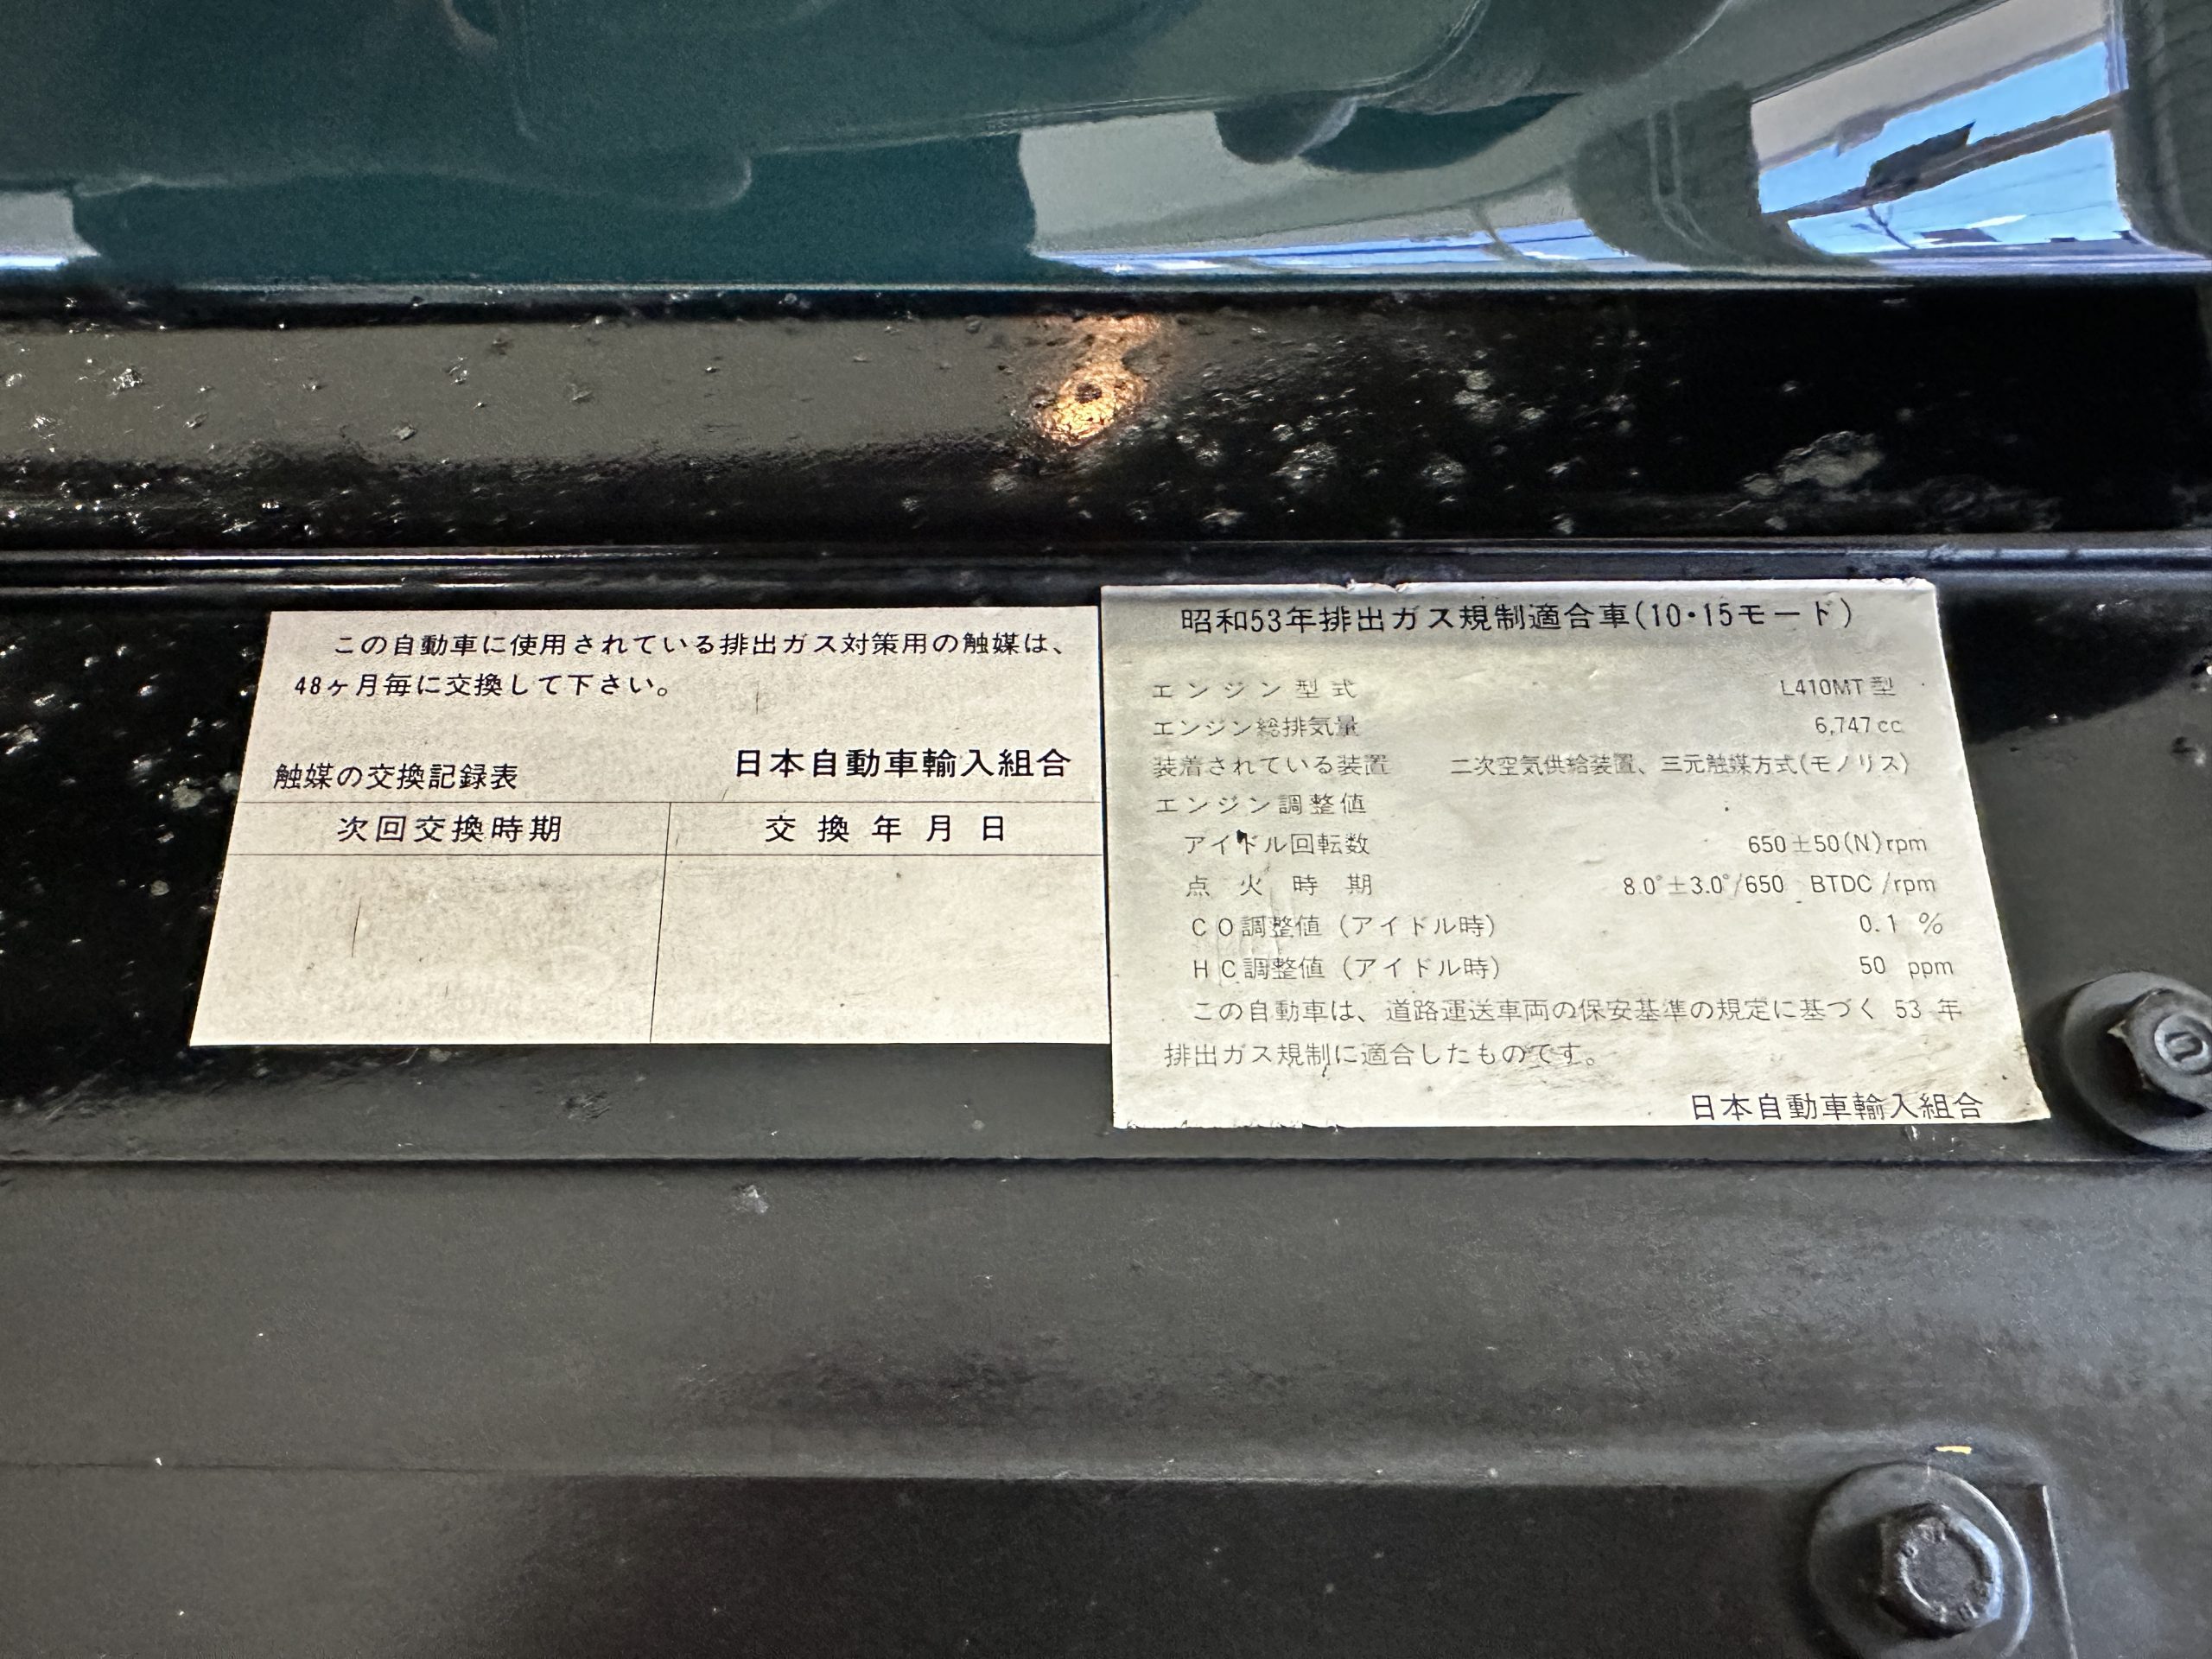 この自動車に使用されている排出ガス対策用の触媒は、
48ヶ月毎に交換して下さい。
日本自動車輸入組合
触媒の交換記録表
次回交換時期 交換年月日
昭和53年排出ガス規制適合車(10・15モード)
エンジン型式 L410MT型
エンジン総排気量 6,747cc
装着されている装置 二次空気供給装置、三元触媒方式(モノリス)
エンジン調整値
アイドル回転数 650±50(N)rpm
点火時期 8.0°±3.0°/650 BTDC/rpm
CO調整値(アイドル時) 0.1 %
HC調整値(アイドル時) 50 ppm
この自動車は、道路運送車両の保安基準の規定に基づく 53 年
排出ガス規制に適合したものです。
日本自動車輸入組合